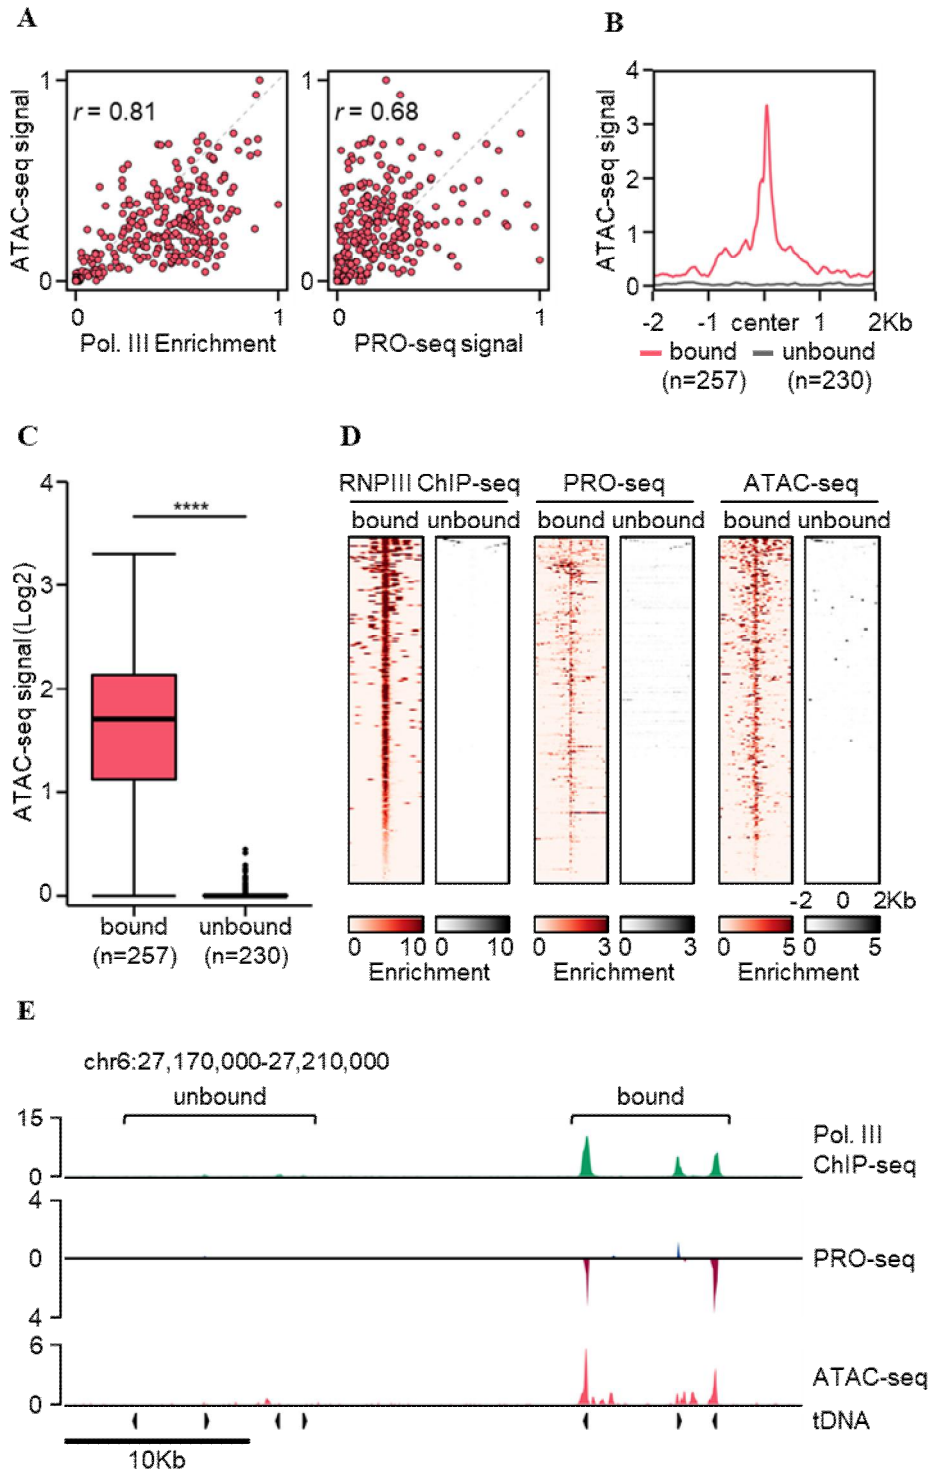 A
B
ATAC-seq signal
1
0
r = 0.81
0
1
Pol. III Enrichment
1
0
r = 0.68
0
1
PRO-seq signal
ATAC-seq signal
4
3
2
1
0
-2 -1 center 1 2Kb
bound unbound
(n=257) (n=230)
C
D
ATAC-seq signal (Log2)
4
3
2
1
0
****
bound unbound
(n=257) (n=230)
RNPIII ChIP-seq PRO-seq ATAC-seq
bound unbound bound unbound bound unbound
-2 0 2Kb
0 10 0 10 0 3 0 3 0 5 0 5
Enrichment Enrichment Enrichment
E
chr6:27,170,000-27,210,000
unbound bound
15
0
Pol. III
ChIP-seq
4
0
4
PRO-seq
6
0
ATAC-seq
tDNA
10Kb